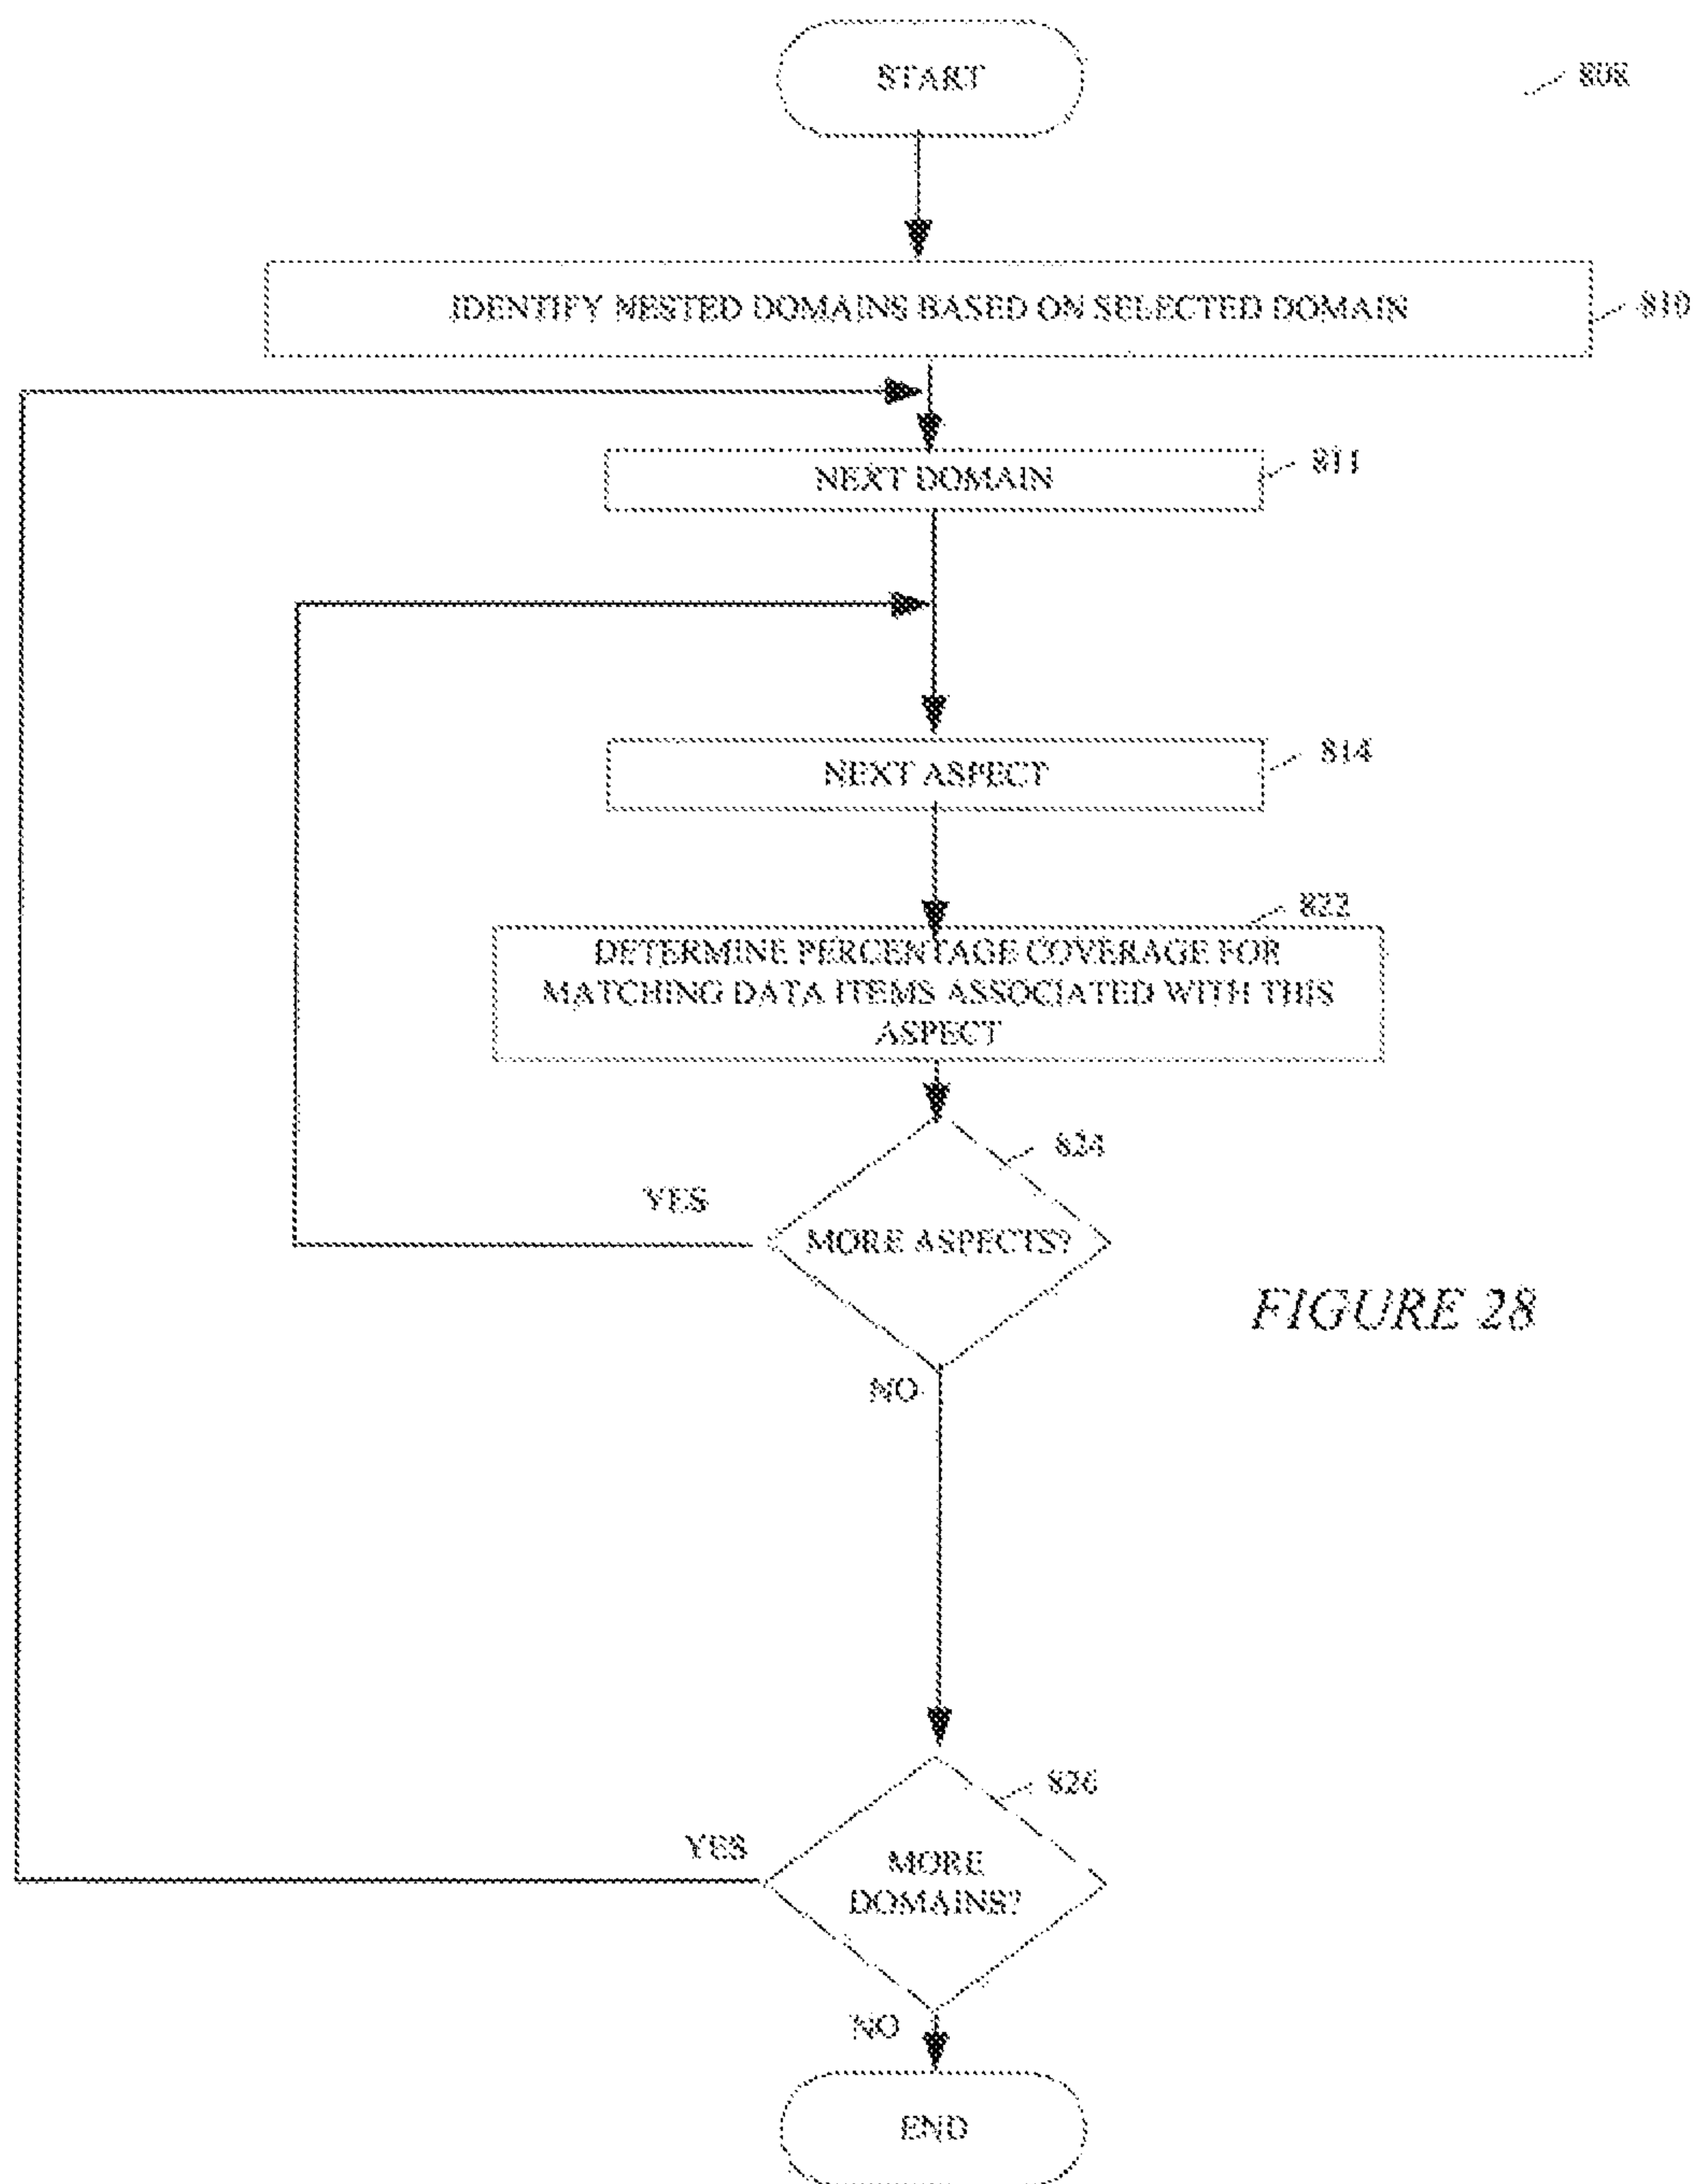 START
808
IDENTIFY NESTED DOMAINS BASED ON SELECTED DOMAIN
810
NEXT DOMAIN
811
NEXT ASPECT
814
822
DETERMINE PERCENTAGE COVERAGE FOR
MATCHING DATA ITEMS ASSOCIATED WITH THIS
ASPECT
824
YES
MORE ASPECTS?
FIGURE 28
NO
826
YES
MORE
DOMAINS?
NO
END